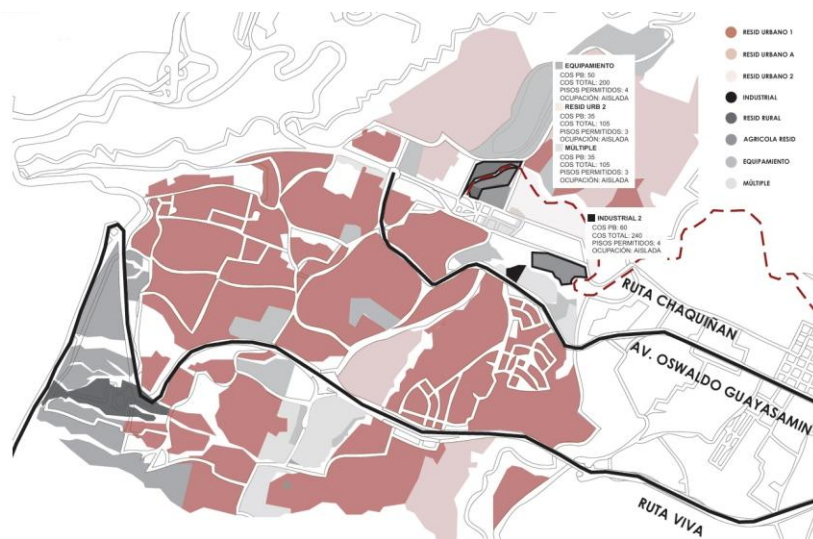 RESID URBANO 1
RESID URBANO A
RESID URBANO 2
INDUSTRIAL
RESID RURAL
AGRICOLA RESID
EQUIPAMIENTO
MÚLTIPLE
EQUIPAMIENTO
COS PB: 50
COS TOTAL: 200
PISOS PERMITIDOS: 4
OCUPACIÓN: AISLADA
RESID URB 2
COS PB: 35
COS TOTAL: 105
PISOS PERMITIDOS: 3
OCUPACIÓN: AISLADA
MÚLTIPLE
COS PB: 35
COS TOTAL: 105
PISOS PERMITIDOS: 3
OCUPACIÓN: AISLADA
INDUSTRIAL 2
COS PB: 60
COS TOTAL: 240
PISOS PERMITIDOS: 4
OCUPACIÓN: AISLADA
RUTA CHAQUIÑAN
AV. OSWALDO GUAYASAMIN
RUTA VIVA